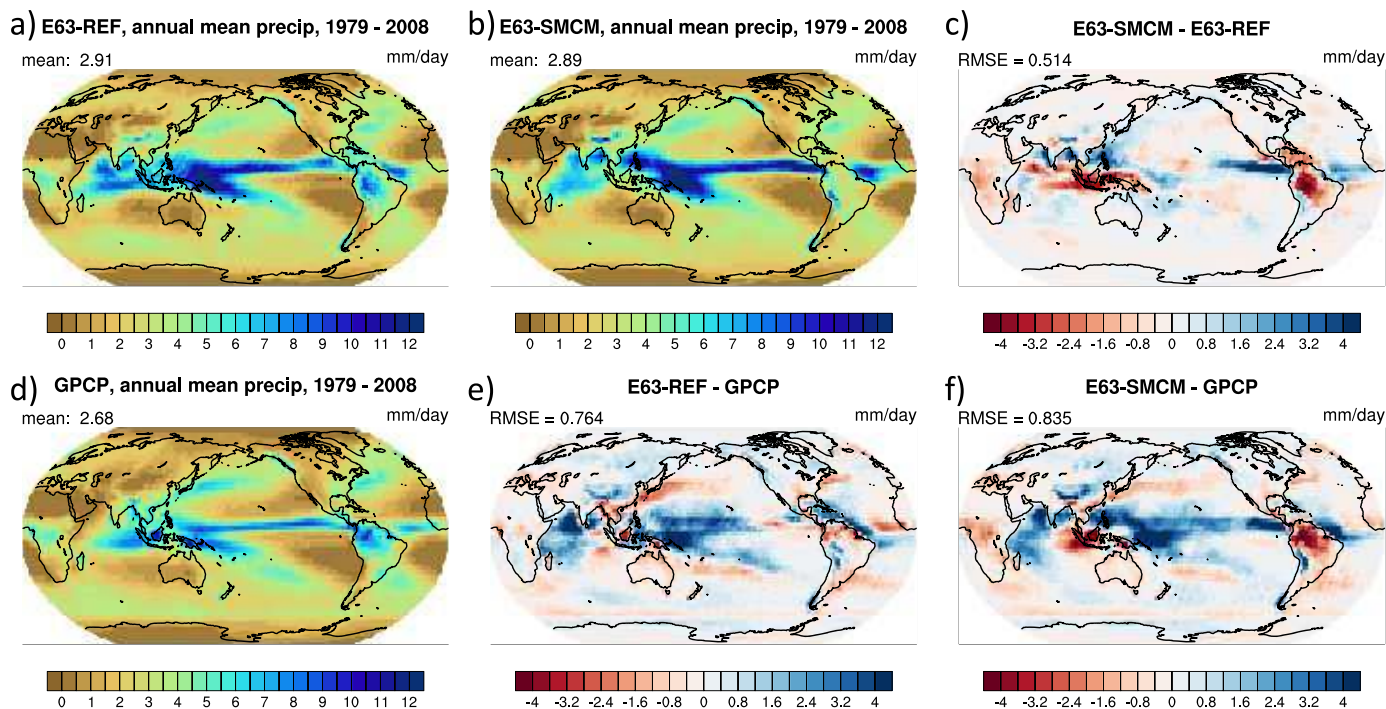 a) E63-REF, annual mean precip, 1979 - 2008
mean: 2.91 mm/day
0 1 2 3 4 5 6 7 8 9 10 11 12
b) E63-SMCM, annual mean precip, 1979 - 2008
mean: 2.89 mm/day
0 1 2 3 4 5 6 7 8 9 10 11 12
c) E63-SMCM - E63-REF
RMSE = 0.514 mm/day
-4 -3.2 -2.4 -1.6 -0.8 0 0.8 1.6 2.4 3.2 4
d) GPCP, annual mean precip, 1979 - 2008
mean: 2.68 mm/day
0 1 2 3 4 5 6 7 8 9 10 11 12
e) E63-REF - GPCP
RMSE = 0.764 mm/day
-4 -3.2 -2.4 -1.6 -0.8 0 0.8 1.6 2.4 3.2 4
f) E63-SMCM - GPCP
RMSE = 0.835 mm/day
-4 -3.2 -2.4 -1.6 -0.8 0 0.8 1.6 2.4 3.2 4